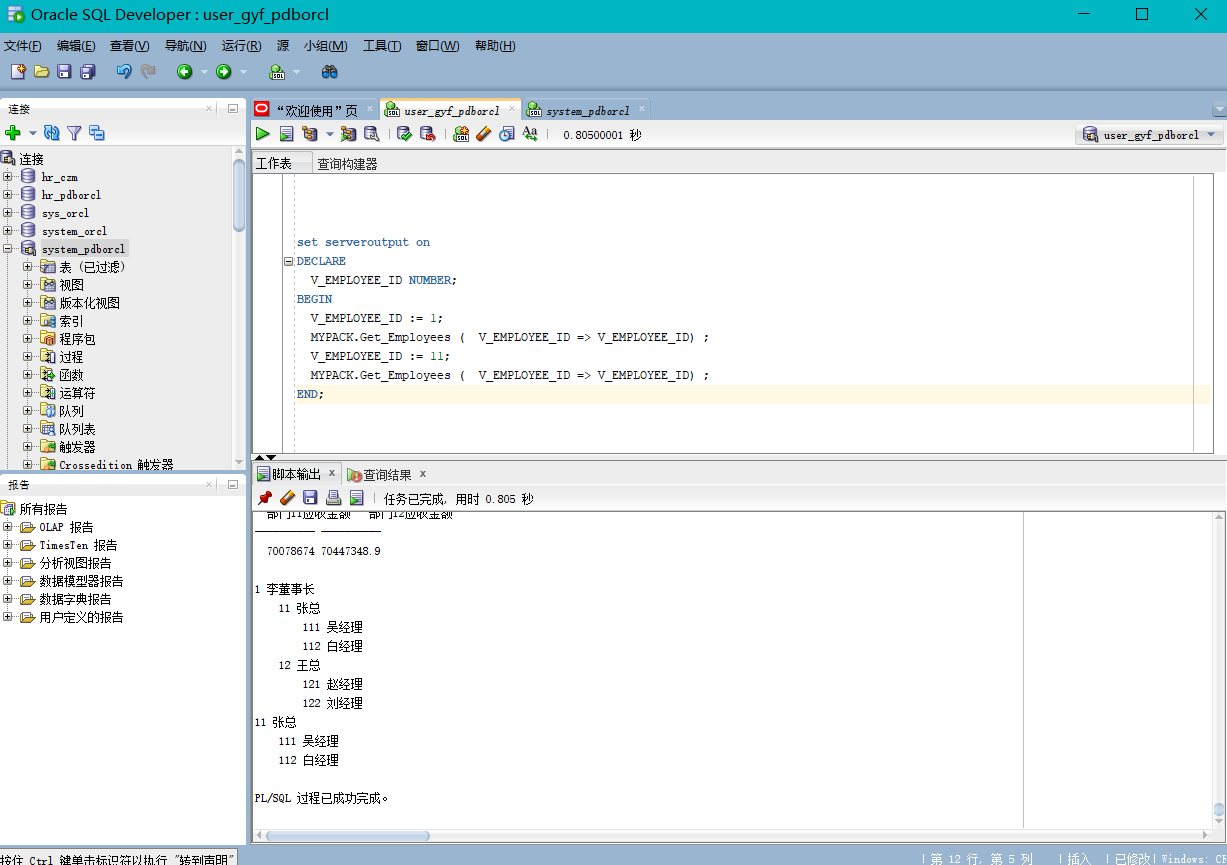 Oracle SQL Developer : user_gyf_pdborcl
文件(F) 编辑(E) 查看(V) 导航(N) 运行(R) 源 小组(M) 工具(T) 窗口(W) 帮助(H)
连接
连接
hr_czm
hr_pdborcl
sys_orcl
system_orcl
system_pdborcl
表 (已过滤)
视图
版本化视图
索引
程序包
过程
函数
运算符
队列
队列表
触发器
Crossedition 触发器
报告
所有报告
OLAP 报告
TimesTen 报告
分析视图报告
数据模型器报告
数据字典报告
用户定义的报告
“欢迎使用”页 user_gyf_pdborcl system_pdborcl
0.80500001 秒 user_gyf_pdborcl
工作表 查询构建器
set serveroutput on
DECLARE
V_EMPLOYEE_ID NUMBER;
BEGIN
V_EMPLOYEE_ID := 1;
MYPACK.Get_Employees ( V_EMPLOYEE_ID => V_EMPLOYEE_ID) ;
V_EMPLOYEE_ID := 11;
MYPACK.Get_Employees ( V_EMPLOYEE_ID => V_EMPLOYEE_ID) ;
END;
脚本输出 查询结果
任务已完成, 用时 0.805 秒
部门11应收金额 部门12应收金额
70078674 70447348.9
1 李董事长
11 张总
111 吴经理
112 白经理
12 王总
121 赵经理
122 刘经理
11 张总
111 吴经理
112 白经理
PL/SQL 过程已成功完成。
按住 Ctrl 键单击标识符以执行 "转到声明"
第 12 行, 第 5 列 | 插入 | 已修改 | Windows: